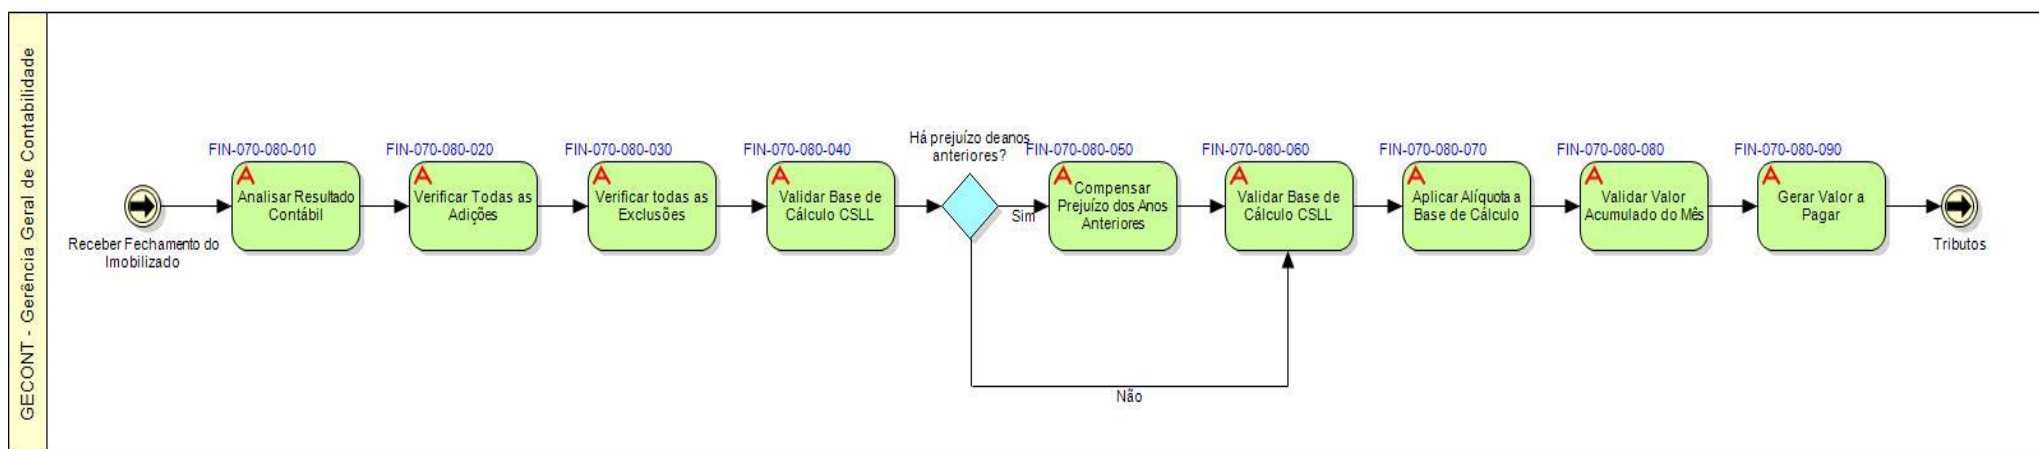 GECONT - Gerência Geral de Contabilidade
Receber Fechamento do
Imobilizado
FIN-070-080-010
A
Analisar Resultado
Contábil
FIN-070-080-020
A
Verificar Todas as
Adições
FIN-070-080-030
A
Verificar todas as
Exclusões
FIN-070-080-040
A
Validar Base de
Cálculo CSLL
Há prejuízo deanos
anteriores?
Sim
Não
FIN-070-080-050
A
Compensar
Prejuízo dos Anos
Anteriores
FIN-070-080-060
A
Validar Base de
Cálculo CSLL
FIN-070-080-070
A
Aplicar Alíquota a
Base de Cálculo
FIN-070-080-080
A
Validar Valor
Acumulado do Mês
FIN-070-080-090
A
Gerar Valor a
Pagar
Tributos